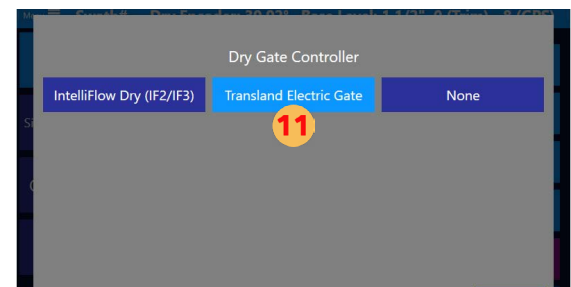 Dry Gate Controller
IntelliFlow Dry (IF2/IF3) Transland Electric Gate None
11